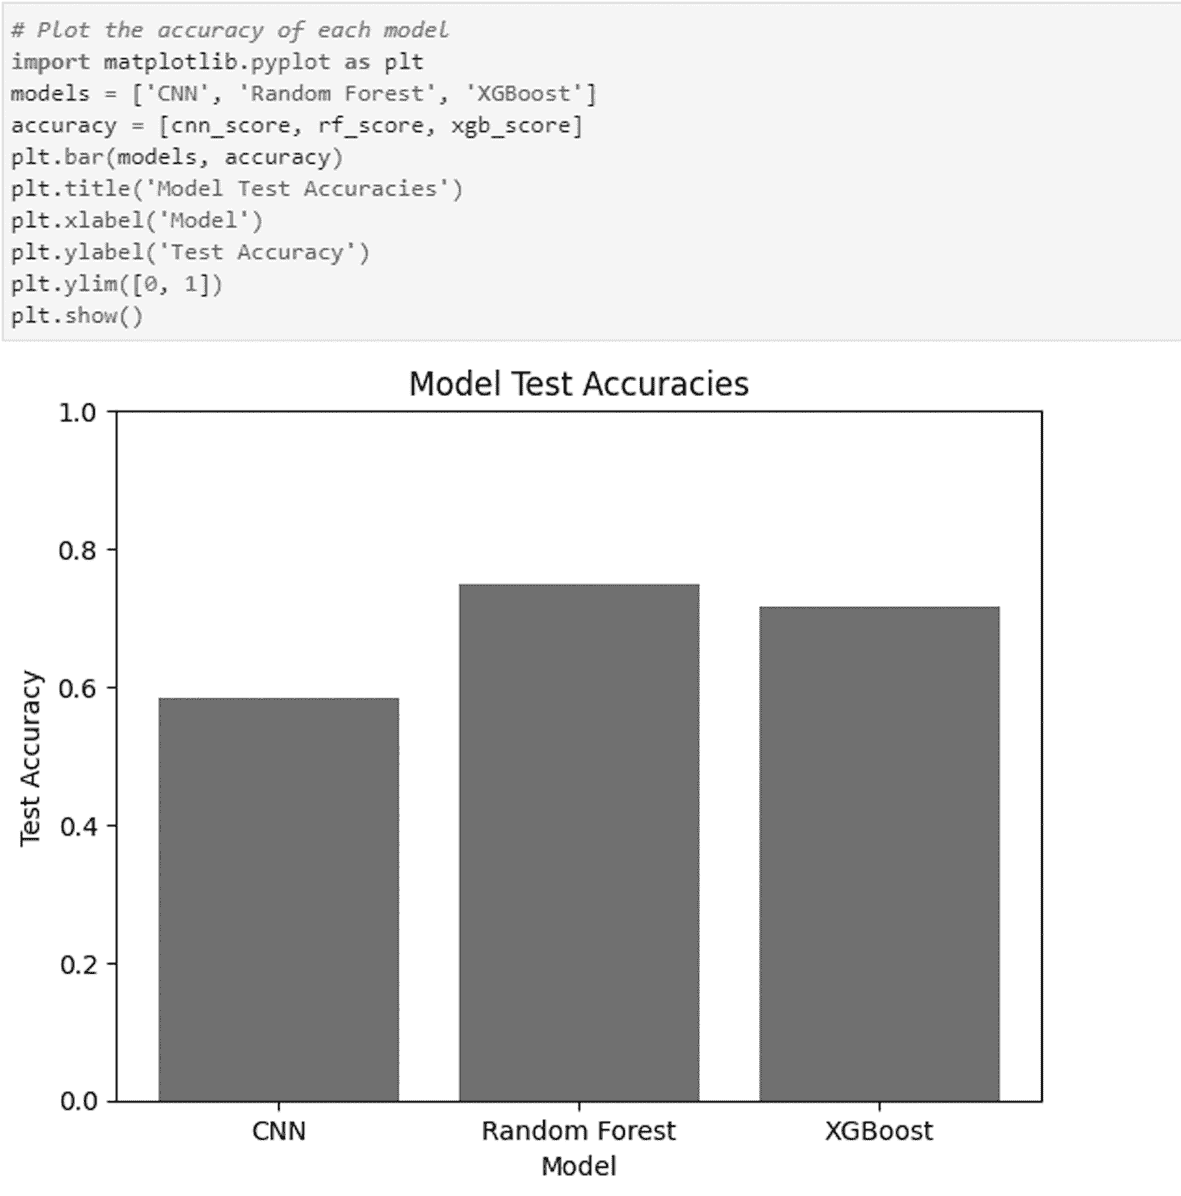 # Plot the accuracy of each model
import matplotlib.pyplot as plt
models = ['CNN', 'Random Forest', 'XGBoost']
accuracy = [cnn_score, rf_score, xgb_score]
plt.bar(models, accuracy)
plt.title('Model Test Accuracies')
plt.xlabel('Model')
plt.ylabel('Test Accuracy')
plt.ylim([0, 1])
plt.show()
Model Test Accuracies
1.0
0.8
0.6
0.4
0.2
0.0
Test Accuracy
CNN Random Forest XGBoost
Model